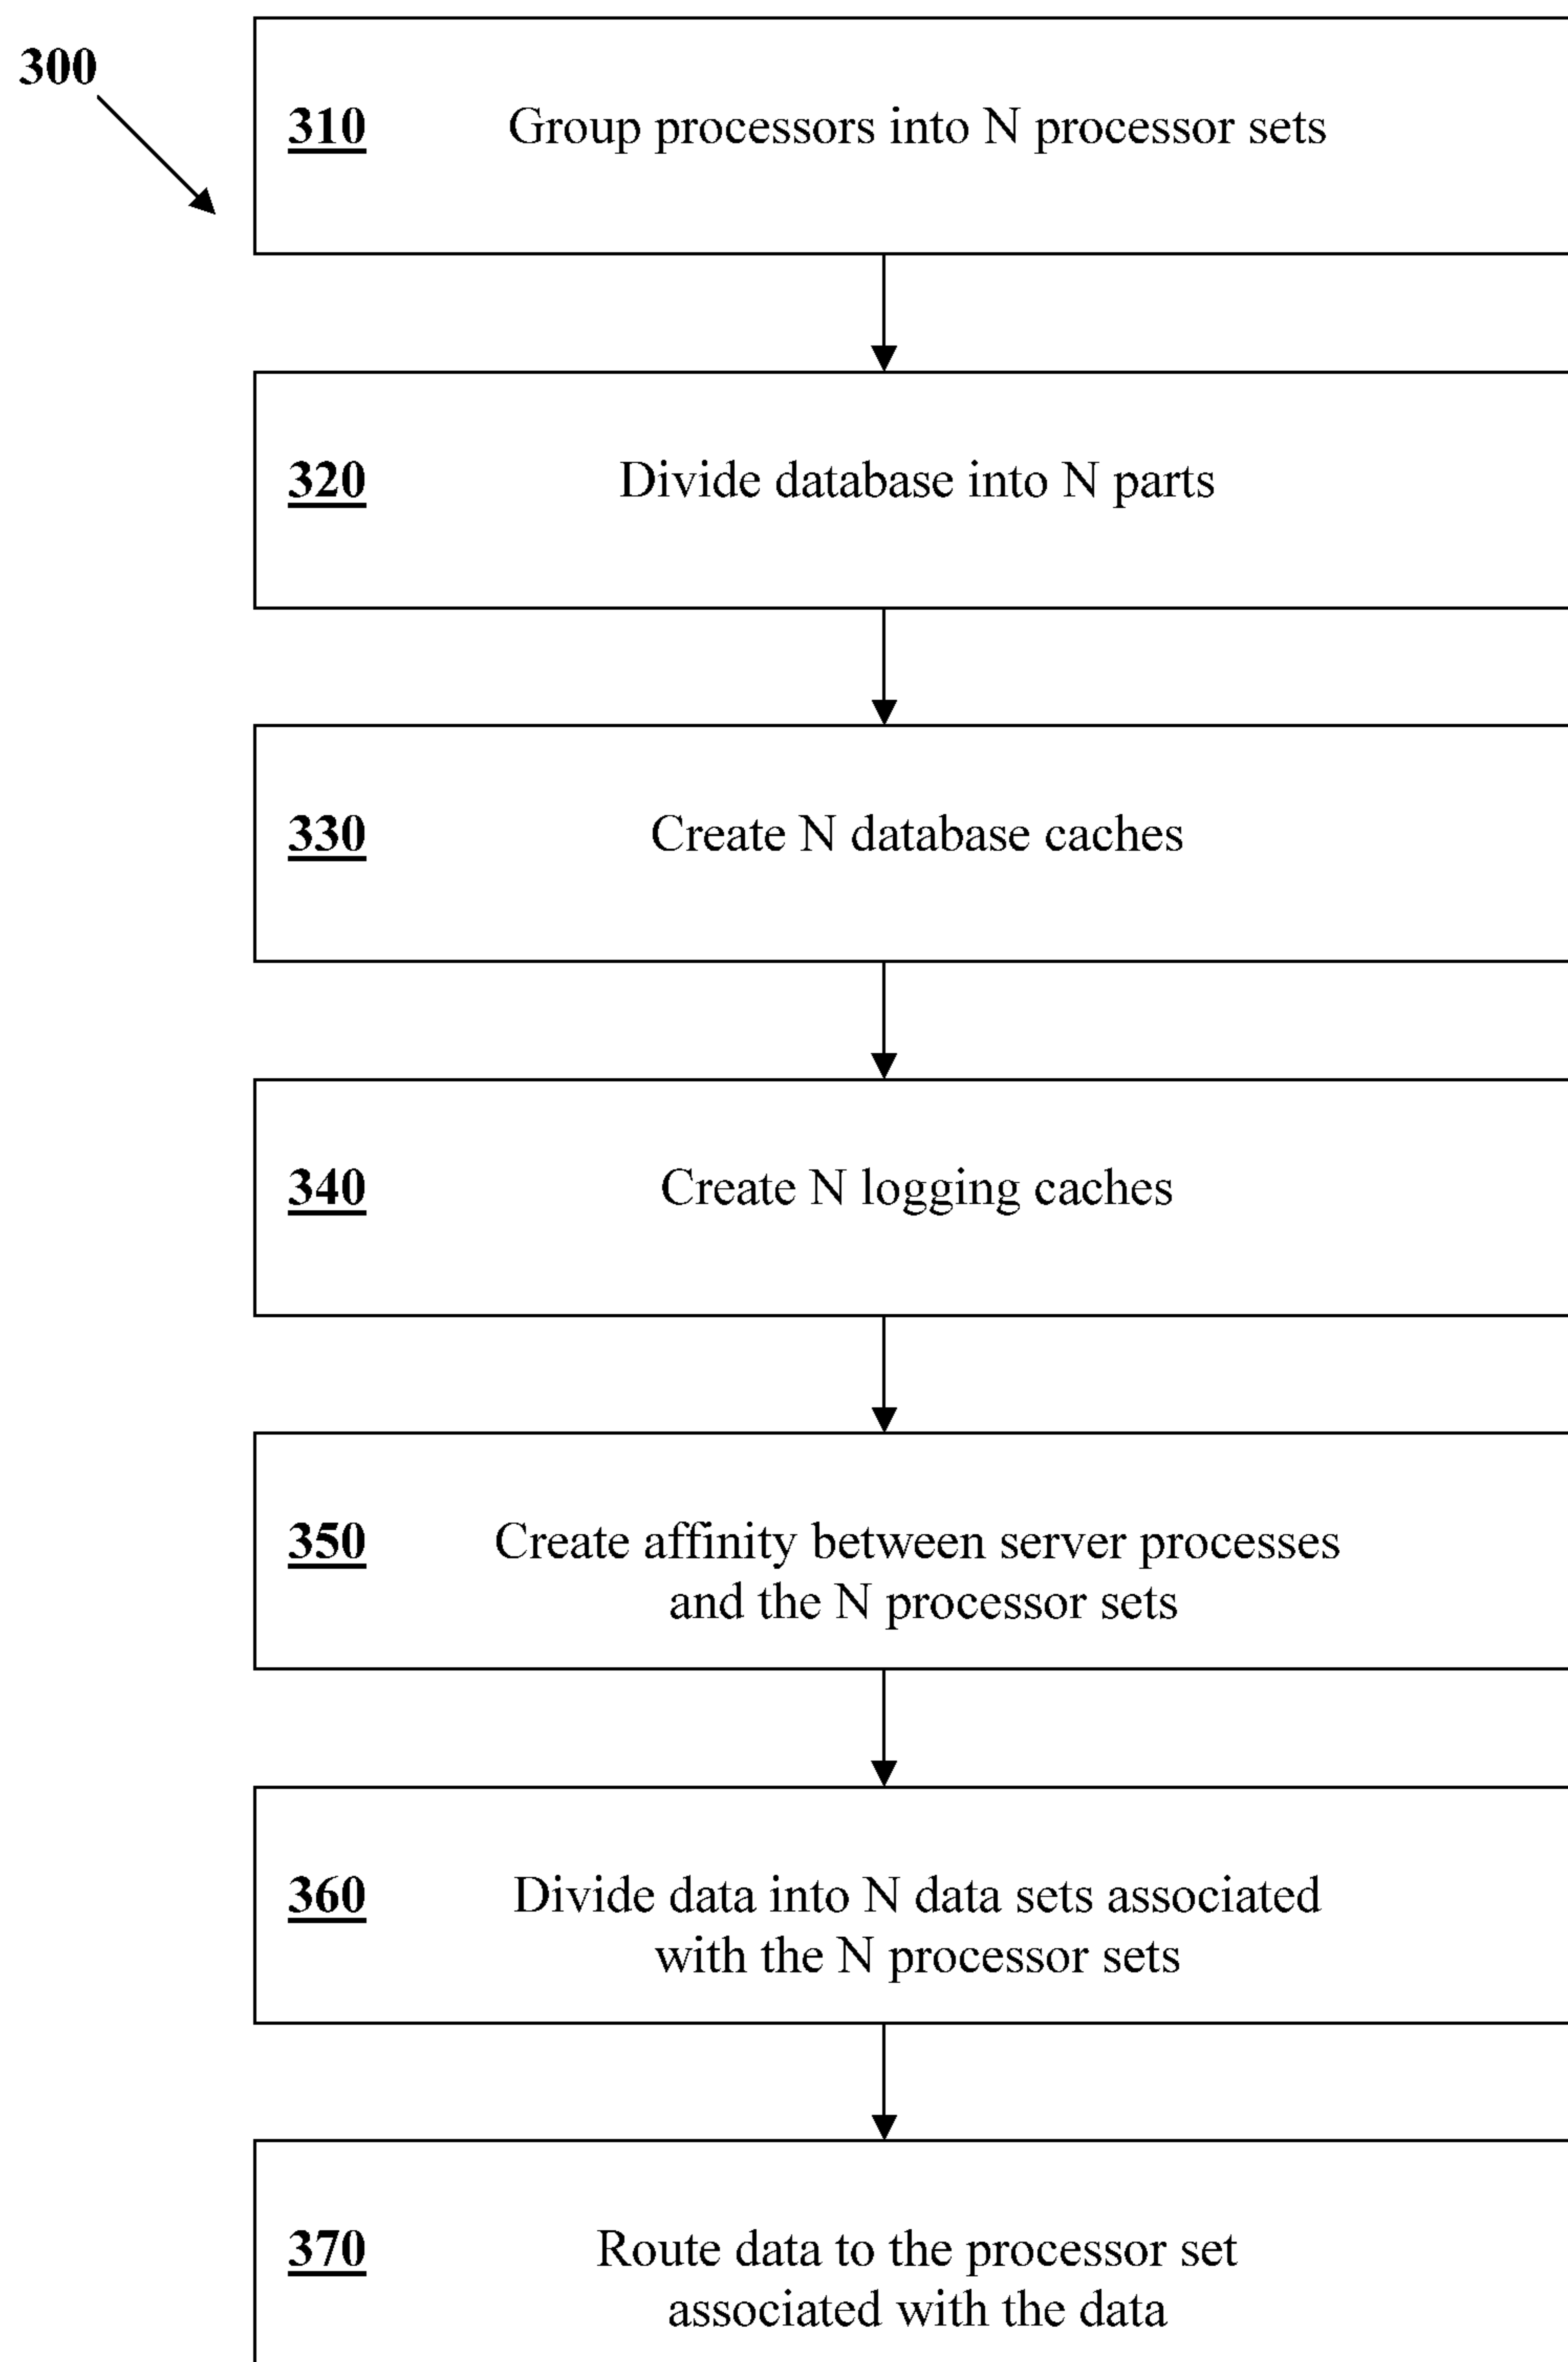 300
310 Group processors into N processor sets
320 Divide database into N parts
330 Create N database caches
340 Create N logging caches
350 Create affinity between server processes
and the N processor sets
360 Divide data into N data sets associated
with the N processor sets
370 Route data to the processor set
associated with the data